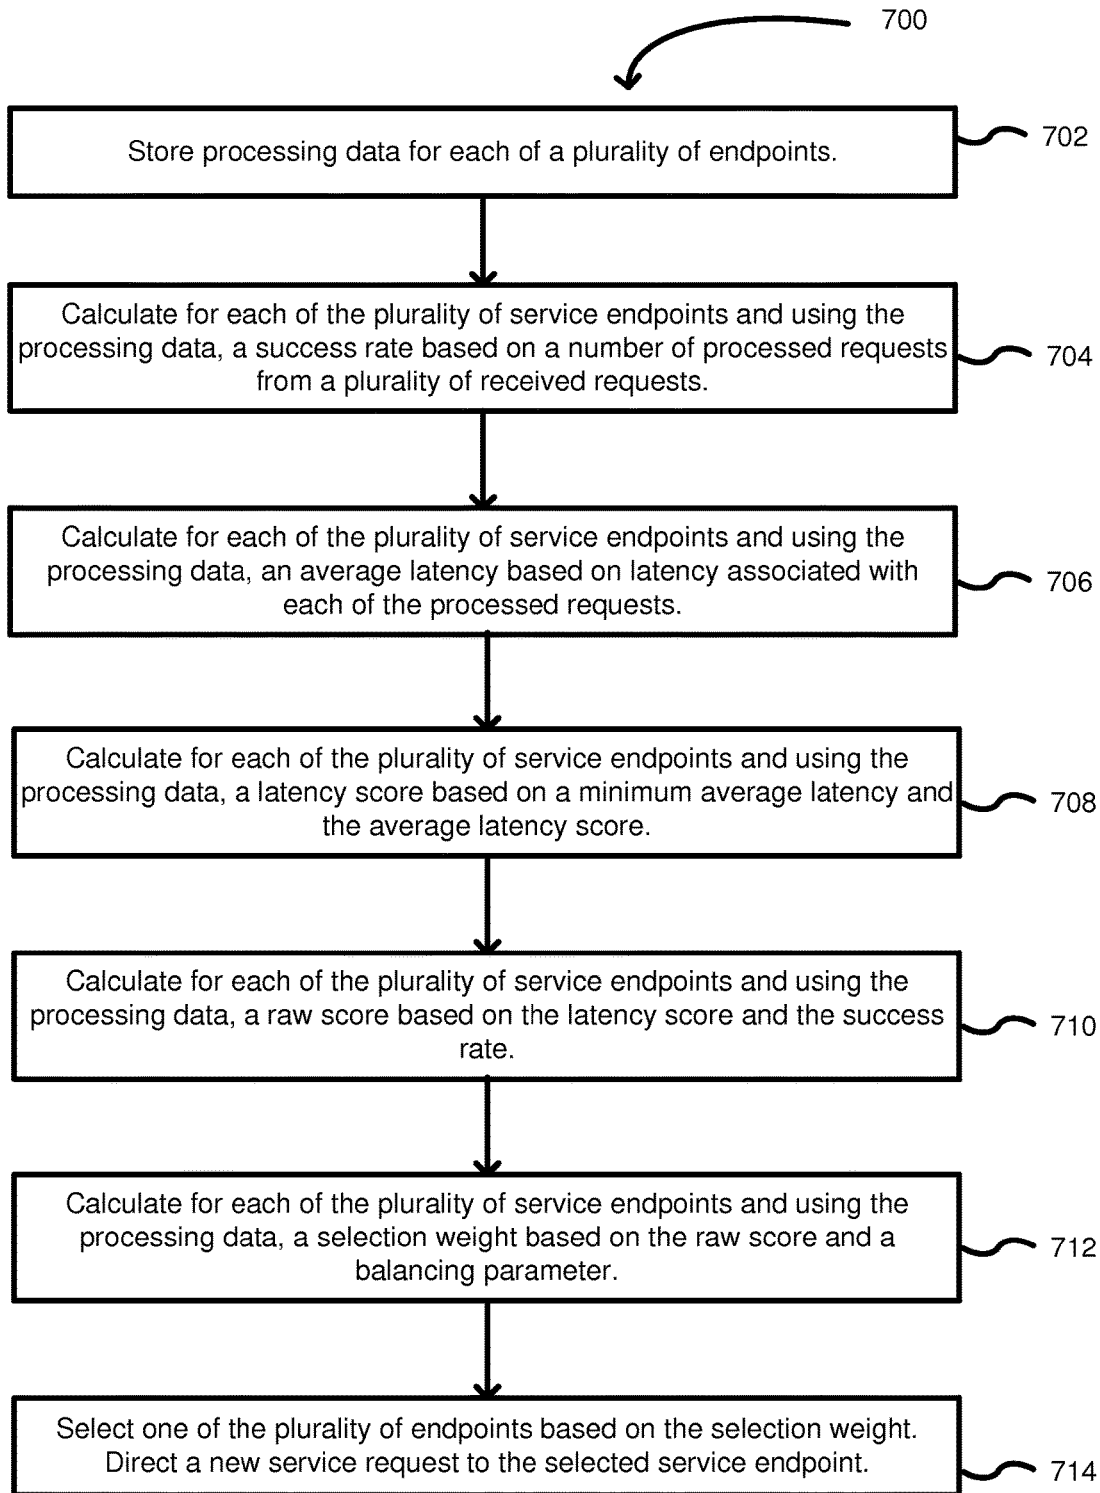 700
Store processing data for each of a plurality of endpoints.
702
Calculate for each of the plurality of service endpoints and using the
processing data, a success rate based on a number of processed requests
from a plurality of received requests.
704
Calculate for each of the plurality of service endpoints and using the
processing data, an average latency based on latency associated with
each of the processed requests.
706
Calculate for each of the plurality of service endpoints and using the
processing data, a latency score based on a minimum average latency and
the average latency score.
708
Calculate for each of the plurality of service endpoints and using the
processing data, a raw score based on the latency score and the success
rate.
710
Calculate for each of the plurality of service endpoints and using the
processing data, a selection weight based on the raw score and a
balancing parameter.
712
Select one of the plurality of endpoints based on the selection weight.
Direct a new service request to the selected service endpoint.
714